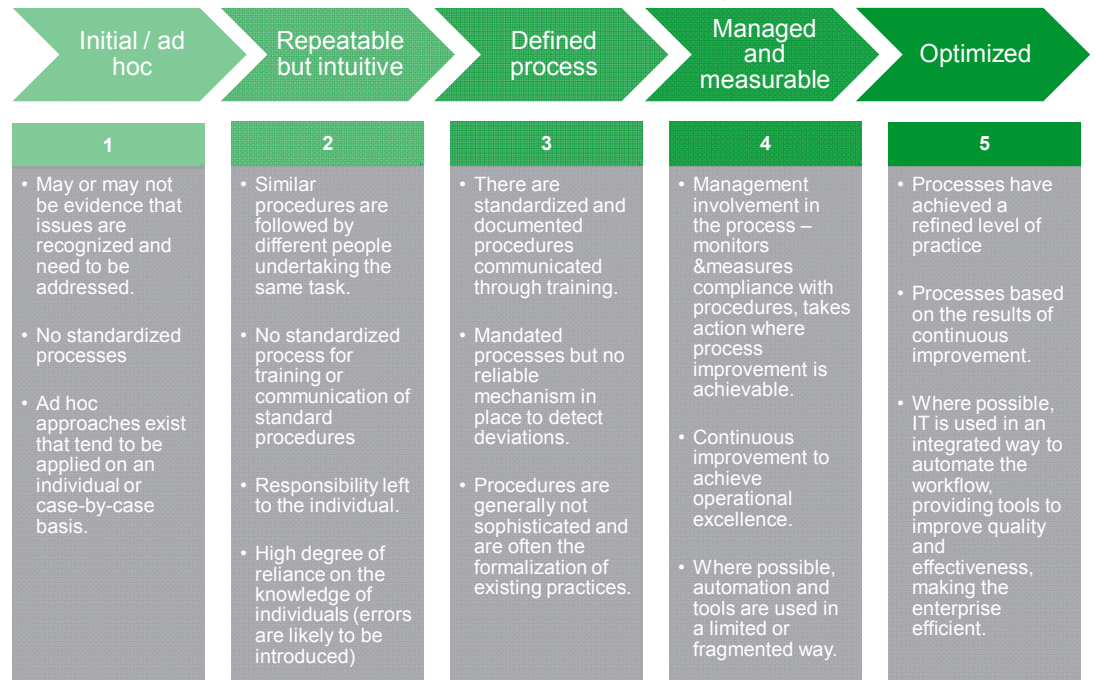 Initial / ad
hoc
Repeatable
but intuitive
Defined
process
Managed
and
measurable
Optimized
1
• May or may not
be evidence that
issues are
recognized and
need to be
addressed.
• No standardized
processes
• Ad hoc
approaches exist
that tend to be
applied on an
individual or
case-by-case
basis.
2
• Similar
procedures are
followed by
different people
undertaking the
same task.
• No standardized
process for
training or
communication of
standard
procedures
• Responsibility left
to the individual.
• High degree of
reliance on the
knowledge of
individuals (errors
are likely to be
introduced)
3
• There are
standardized and
documented
procedures
communicated
through training.
• Mandated
processes but no
reliable
mechanism in
place to detect
deviations.
• Procedures are
generally not
sophisticated and
are often the
formalization of
existing practices.
4
• Management
involvement in
the process –
monitors
&measures
compliance with
procedures, takes
action where
process
improvement is
achievable.
• Continuous
improvement to
achieve
operational
excellence.
• Where possible,
automation and
tools are used in
a limited or
fragmented way.
5
• Processes have
achieved a
refined level of
practice
• Processes based
on the results of
continuous
improvement.
• Where possible,
IT is used in an
integrated way to
automate the
workflow,
providing tools to
improve quality
and
effectiveness,
making the
enterprise
efficient.